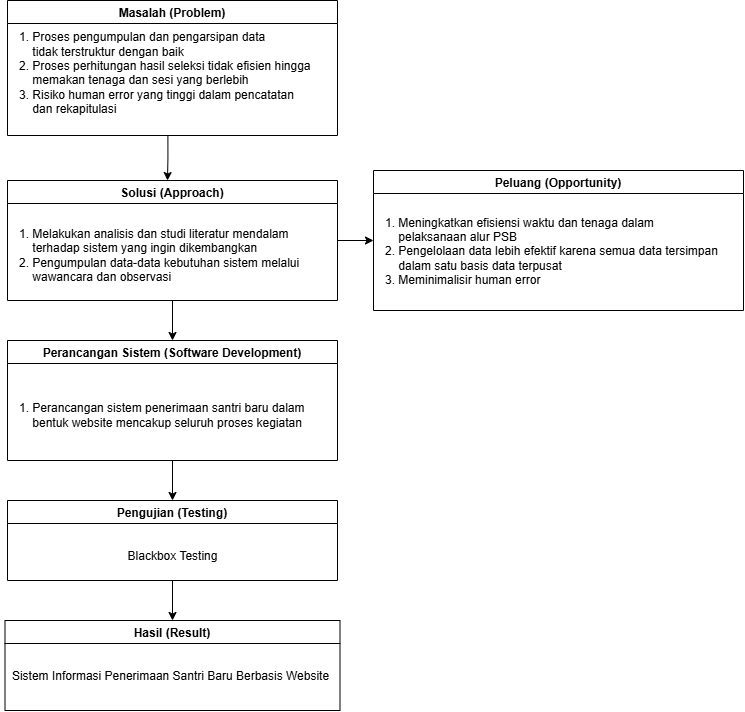 Masalah (Problem)
1. Proses pengumpulan dan pengarsipan data
tidak terstruktur dengan baik
2. Proses perhitungan hasil seleksi tidak efisien hingga
memakan tenaga dan sesi yang berlebih
3. Risiko human error yang tinggi dalam pencatatan
dan rekapitulasi
Solusi (Approach)
1. Melakukan analisis dan studi literatur mendalam
terhadap sistem yang ingin dikembangkan
2. Pengumpulan data-data kebutuhan sistem melalui
wawancara dan observasi
Peluang (Opportunity)
1. Meningkatkan efisiensi waktu dan tenaga dalam
pelaksanaan alur PSB
2. Pengelolaan data lebih efektif karena semua data tersimpan
dalam satu basis data terpusat
3. Meminimalisir human error
Perancangan Sistem (Software Development)
1. Perancangan sistem penerimaan santri baru dalam
bentuk website mencakup seluruh proses kegiatan
Pengujian (Testing)
Blackbox Testing
Hasil (Result)
Sistem Informasi Penerimaan Santri Baru Berbasis Website